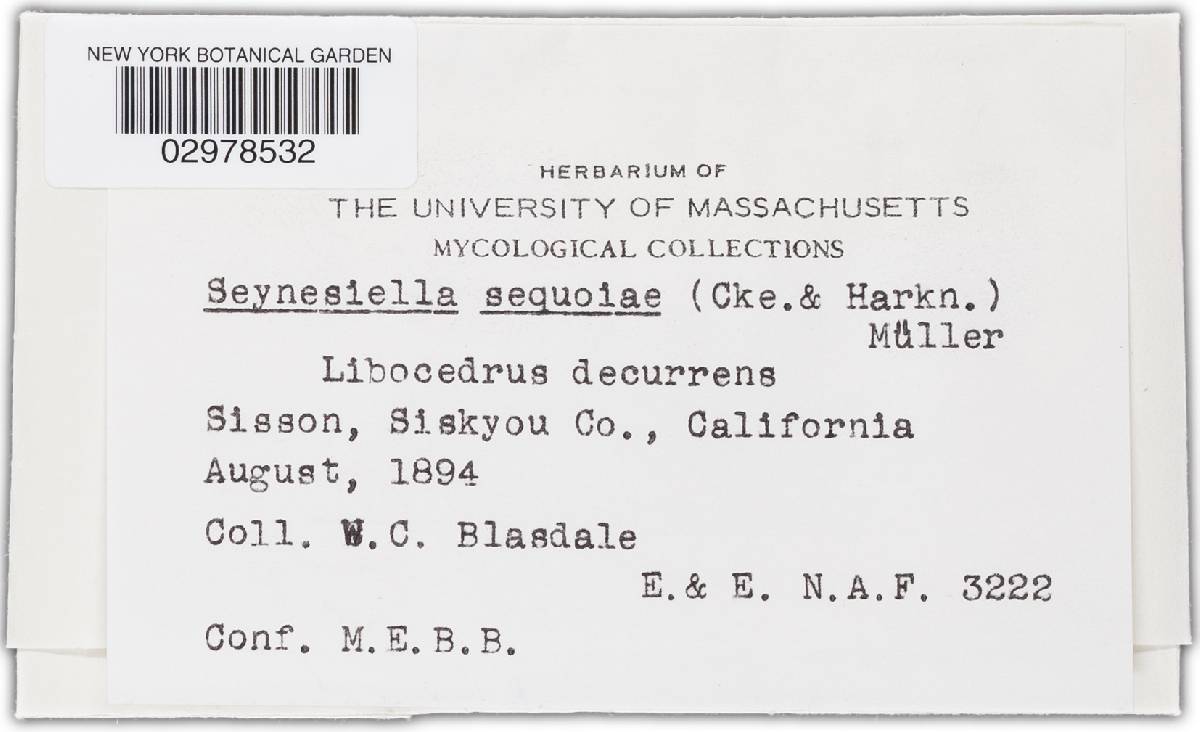 NEW YORK BOTANICAL GARDEN
02978532
HERBARIUM OF
THE UNIVERSITY OF MASSACHUSETTS
MYCOLOGICAL COLLECTIONS
Seynesiella sequoiae (Cke.& Harkn.)
Müller
Libocedrus decurrens
Sisson, Siskyou Co., California
August, 1894
Coll. W.C. Blasdale
E.& E. N.A.F. 3222
Conf. M.E.B.B.